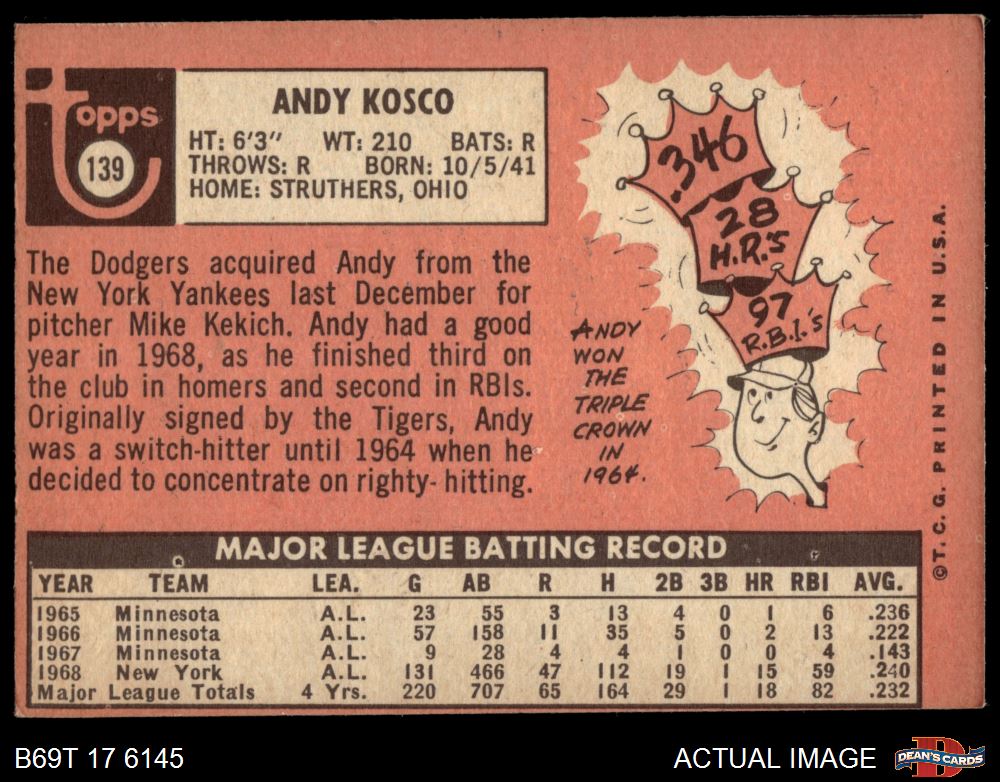 topps
139
ANDY KOSCO
HT: 6'3" WT: 210 BATS: R
THROWS: R BORN: 10/5/41
HOME: STRUTHERS, OHIO
The Dodgers acquired Andy from the
New York Yankees last December for
pitcher Mike Kekich. Andy had a good
year in 1968, as he finished third on
the club in homers and second in RBIs.
Originally signed by the Tigers, Andy
was a switch-hitter until 1964 when he
decided to concentrate on righty- hitting.
.346
28
H.R.'S
97
R.B.I.'s
ANDY
WON
THE
TRIPLE
CROWN
IN
1964.
©T.C.G. PRINTED IN U.S.A.
MAJOR LEAGUE BATTING RECORD
YEAR TEAM LEA. G AB R H 2B 3B HR RBI AVG.
1965 Minnesota A.L. 23 55 3 13 4 0 1 6 .236
1966 Minnesota A.L. 57 158 11 35 5 0 2 13 .222
1967 Minnesota A.L. 9 28 4 4 1 0 0 4 .143
1968 New York A.L. 131 466 47 112 19 1 15 59 .240
Major League Totals 4 Yrs. 220 707 65 164 29 1 18 82 .232
B69T 17 6145
ACTUAL IMAGE
D
DEAN'S CARDS